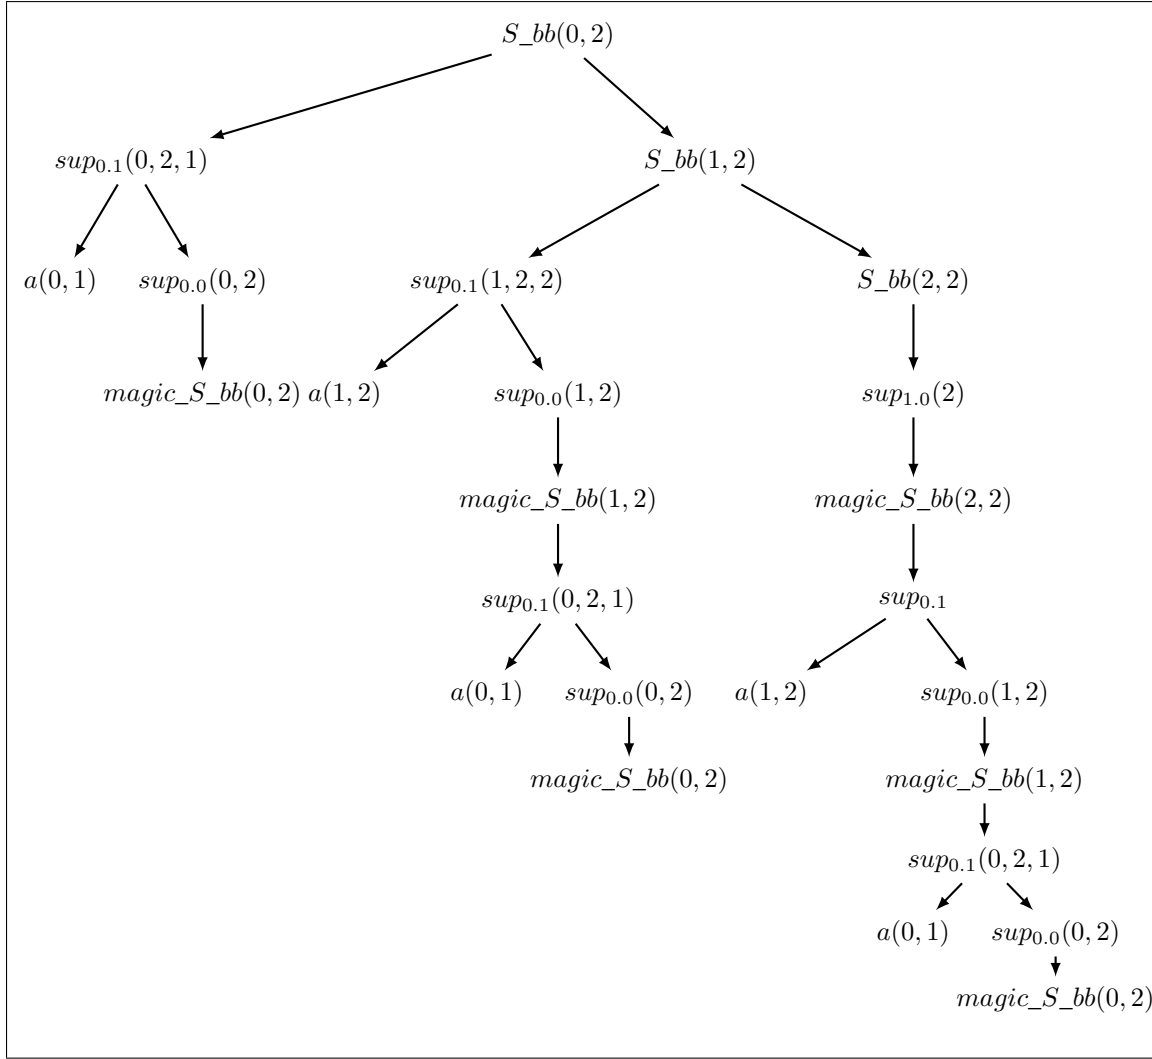 S_bb(0, 2)
sup0.1(0, 2, 1) S_bb(1, 2)
a(0, 1) sup0.0(0, 2) sup0.1(1, 2, 2) S_bb(2, 2)
magic_S_bb(0, 2) a(1, 2) sup0.0(1, 2) sup1.0(2)
magic_S_bb(1, 2) magic_S_bb(2, 2)
sup0.1(0, 2, 1) sup0.1
a(0, 1) sup0.0(0, 2) a(1, 2) sup0.0(1, 2)
magic_S_bb(0, 2) magic_S_bb(1, 2)
sup0.1(0, 2, 1)
a(0, 1) sup0.0(0, 2)
magic_S_bb(0, 2)